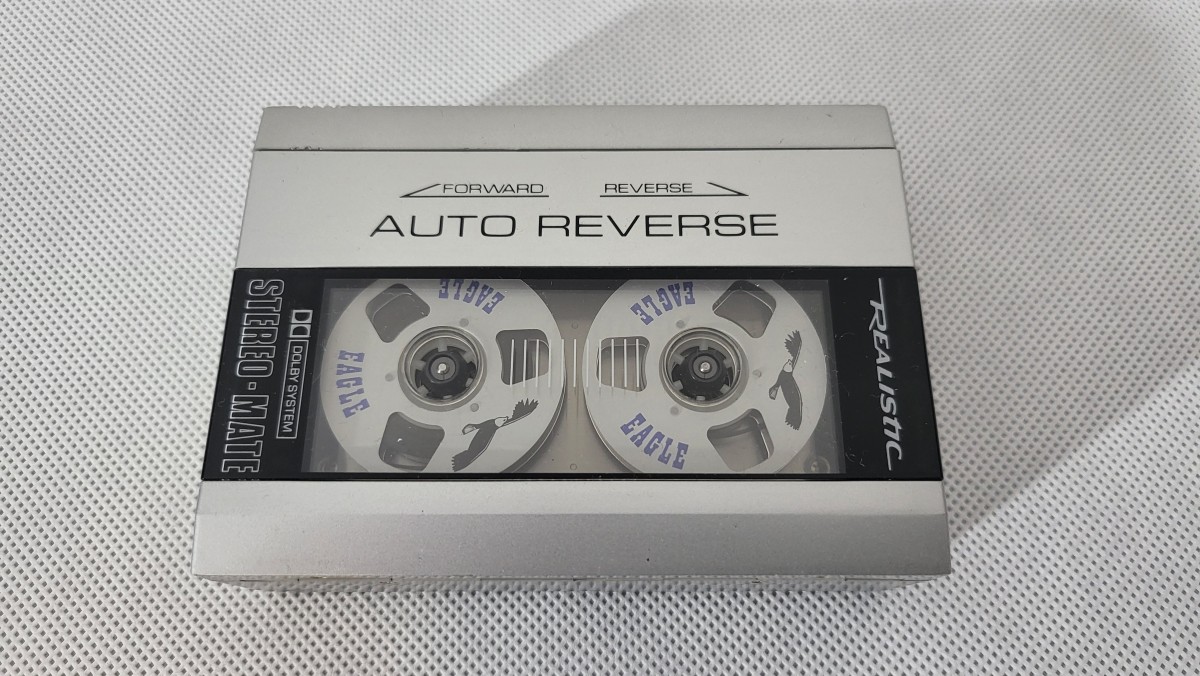 FORWARD REVERSE
AUTO REVERSE
STEREO·MATE
DOLBY SYSTEM
EAGLE
EAGLE
EAGLE
EAGLE
REALISTIC